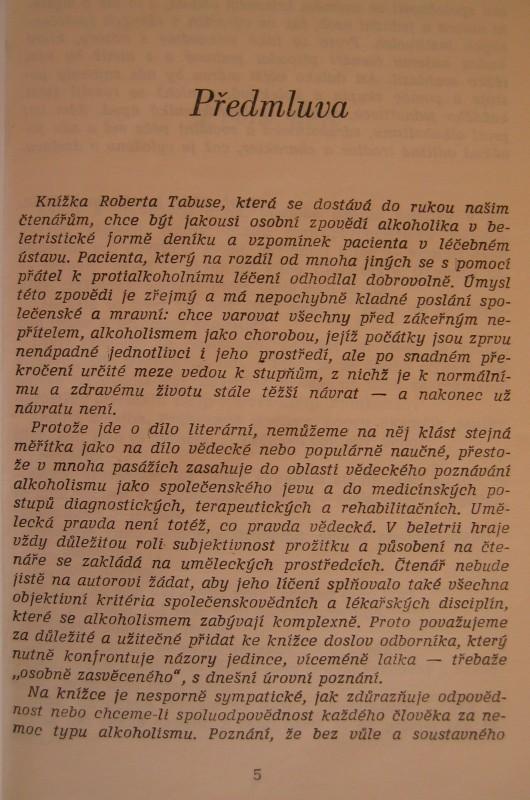 Předmluva
Knížka Roberta Tabuse, která se dostává do rukou našim
čtenářům, chce být jakousi osobní zpovědí alkoholika v be-
letristické formě deníku a vzpomínek pacienta v léčebném
ústavu. Pacienta, který na rozdíl od mnoha jiných se s pomocí
přátel k protialkoholnímu léčení odhodlal dobrovolně. Úmysl
této zpovědi je zřejmý a má nepochybně kladné poslání spo-
lečenské a mravní: chce varovat všechny před zákeřným ne-
přítelem, alkoholismem jako chorobou, jejíž počátky jsou zprvu
nenápadné jednotlivci i jeho prostředí, ale po snadném pře-
kročení určité meze vedou k stupňům, z nichž je k normální-
mu a zdravému životu stále těžší návrat — a nakonec už
návratu není.
Protože jde o dílo literární, nemůžeme na něj klást stejná
měřítka jako na dílo vědecké nebo populárně naučné, přesto-
že v mnoha pasážích zasahuje do oblasti vědeckého poznávání
alkoholismu jako společenského jevu a do medicínských po-
stupů diagnostických, terapeutických a rehabilitačních. Umě-
lecká pravda není totéž, co pravda vědecká. V beletrii hraje
vždy důležitou roli subjektivnost prožitku a působení na čte-
náře se zakládá na uměleckých prostředcích. Čtenář nebude
jistě na autorovi žádat, aby jeho líčení splňovalo také všechna
objektivní kritéria společenskovědních a lékařských disciplín,
které se alkoholismem zabývají komplexně. Proto považujeme
za důležité a užitečné přidat ke knížce doslov odborníka, který
nutně konfrontuje názory jedince, víceméně laika — třebaže
„osobně zasvěceného“, s dnešní úrovní poznání.
Na knížce je nesporně sympatické, jak zdůrazňuje odpověd-
nost nebo chceme-li spoluodpovědnost každého člověka za ne-
moc typu alkoholismu. Poznání, že bez vůle a soustavného
5